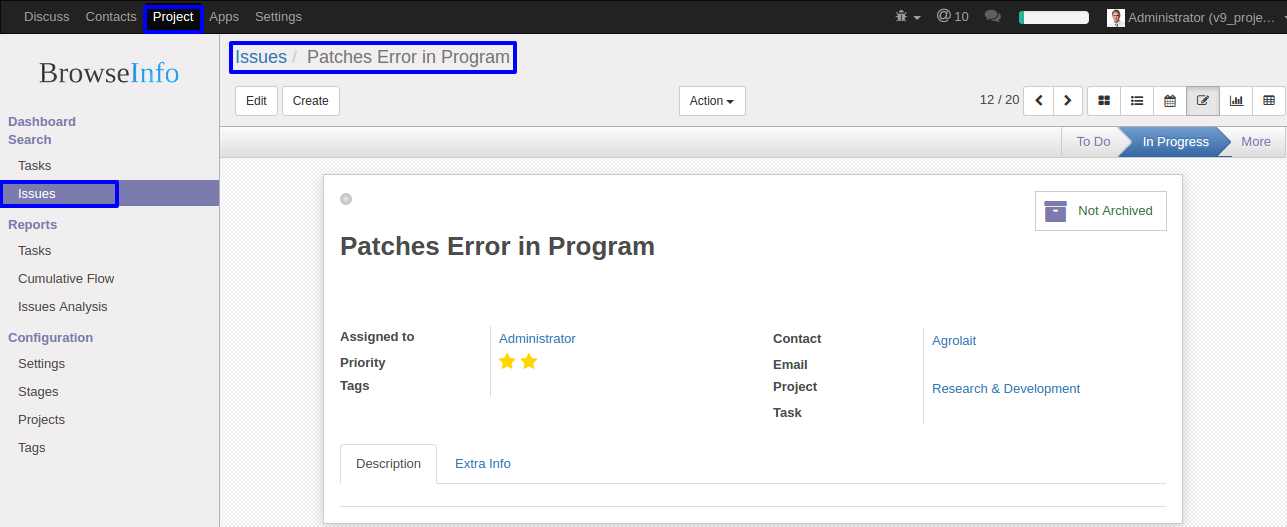 Discuss Contacts Project Apps Settings @ 10 Administrator (v9_proje...
BrowseInfo
Dashboard
Search
Tasks
Issues
Reports
Tasks
Cumulative Flow
Issues Analysis
Configuration
Settings
Stages
Projects
Tags
Issues / Patches Error in Program
Edit Create Action 12 / 20
To Do In Progress More
Not Archived
Patches Error in Program
Assigned to Administrator
Priority
Tags
Contact Agrolait
Email
Project Research & Development
Task
Description Extra Info